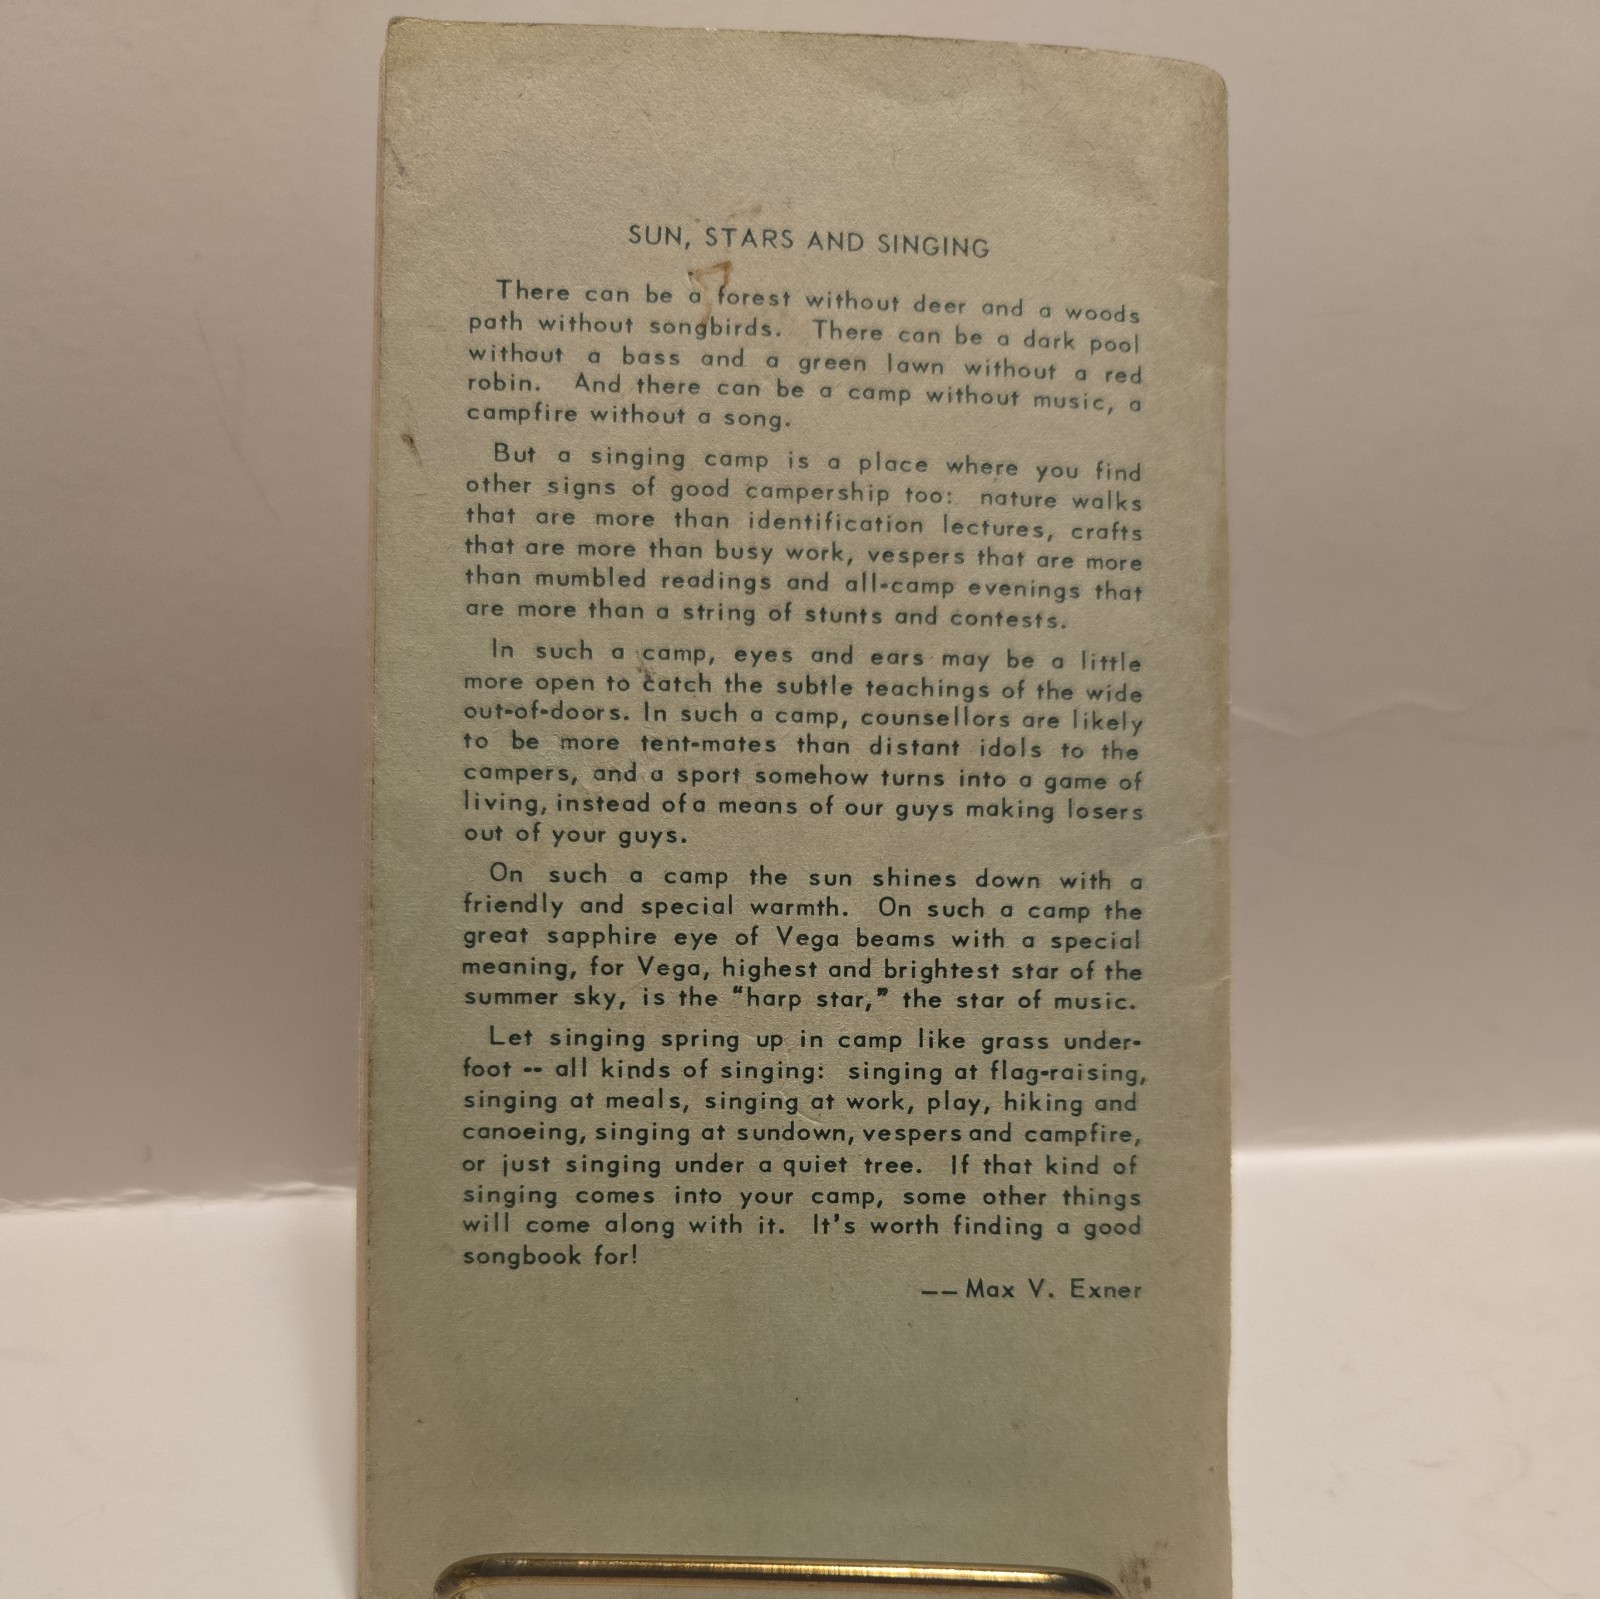 SUN, STARS AND SINGING
There can be a forest without deer and a woods
path without songbirds. There can be a dark pool
without a bass and a green lawn without a red
robin. And there can be a camp without music, a
campfire without a song.
But a singing camp is a place where you find
other signs of good campership too: nature walks
that are more than identification lectures, crafts
that are more than busy work, vespers that are more
than mumbled readings and all-camp evenings that
are more than a string of stunts and contests.
In such a camp, eyes and ears may be a little
more open to catch the subtle teachings of the wide
out-of-doors. In such a camp, counsellors are likely
to be more tent-mates than distant idols to the
campers, and a sport somehow turns into a game of
living, instead of a means of our guys making losers
out of your guys.
On such a camp the sun shines down with a
friendly and special warmth. On such a camp the
great sapphire eye of Vega beams with a special
meaning, for Vega, highest and brightest star of the
summer sky, is the "harp star," the star of music.
Let singing spring up in camp like grass under-
foot -- all kinds of singing: singing at flag-raising,
singing at meals, singing at work, play, hiking and
canoeing, singing at sundown, vespers and campfire,
or just singing under a quiet tree. If that kind of
singing comes into your camp, some other things
will come along with it. It's worth finding a good
songbook for!
-- Max V. Exner